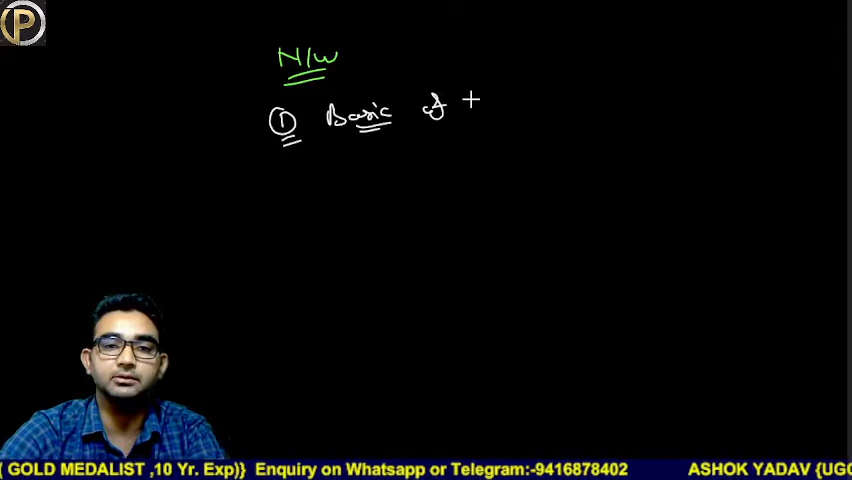 P
N/W
① Basic of
( GOLD MEDALIST ,10 Yr. Exp)} Enquiry on Whatsapp or Telegram:-9416878402 ASHOK YADAV {UGC